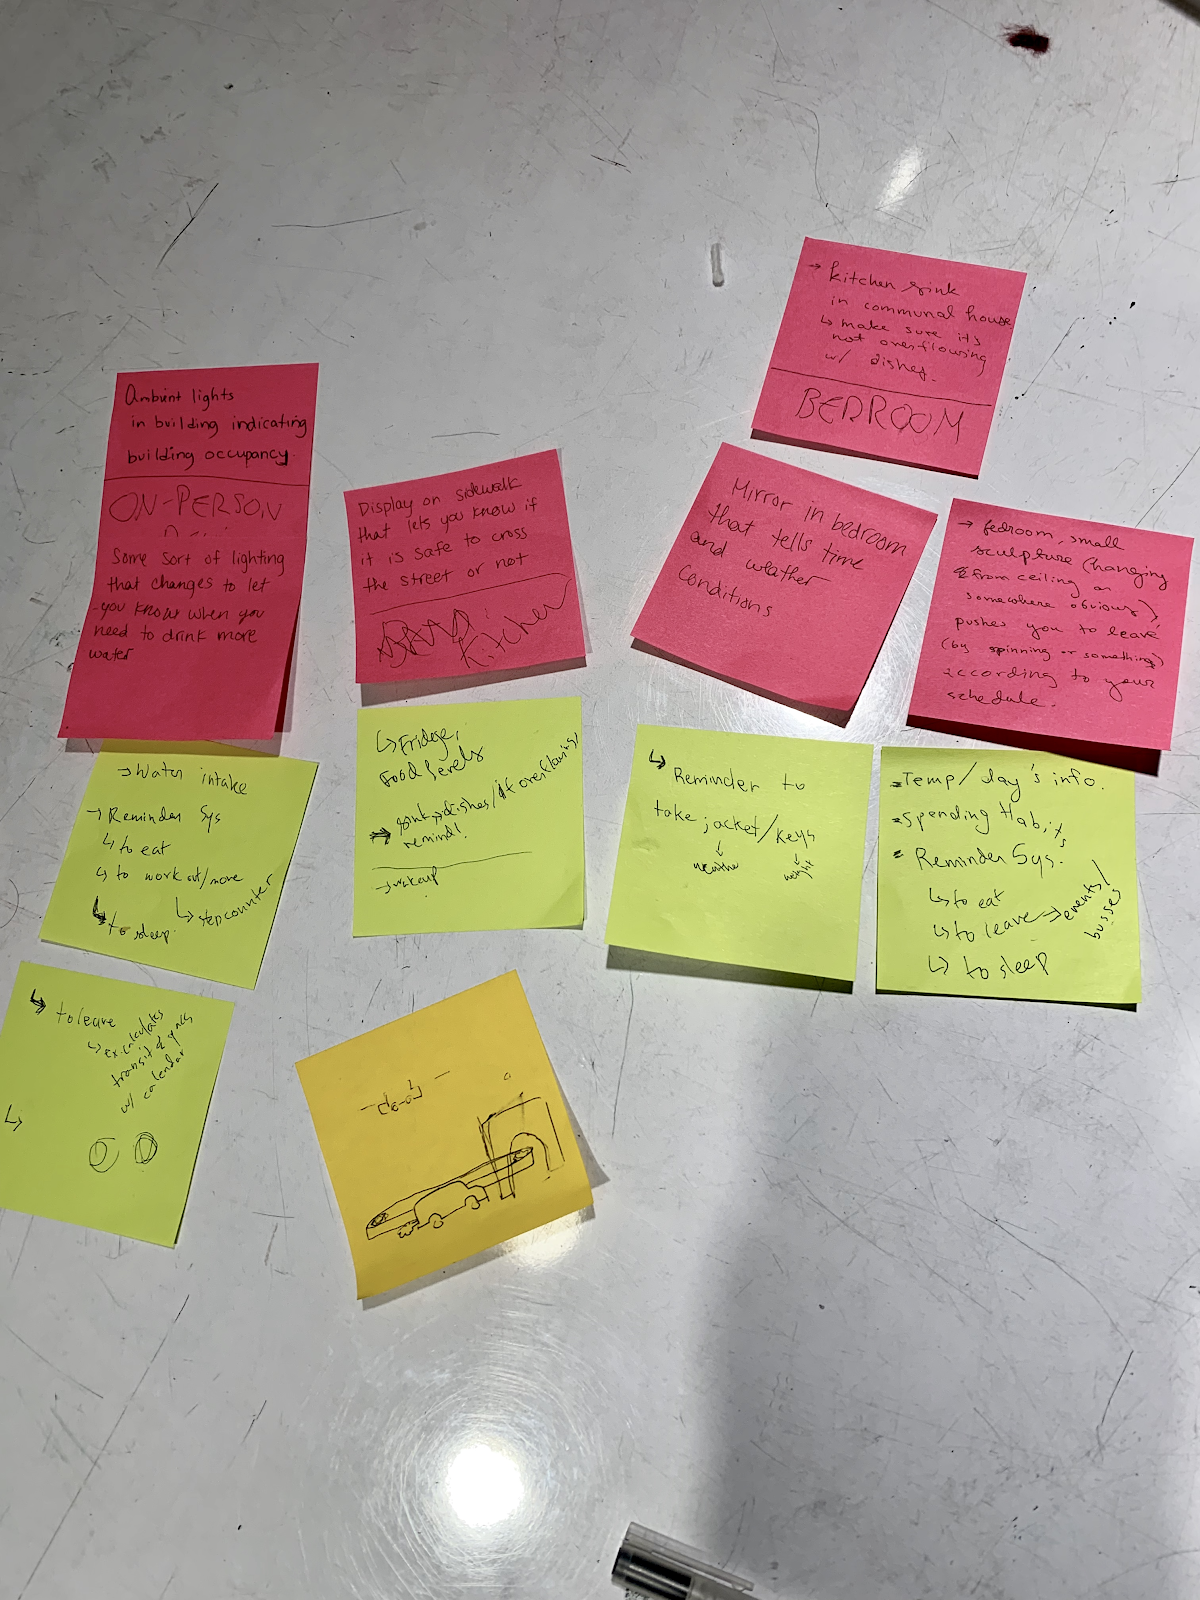 → kitchen sink
in communal house
↳ make sure its
not overflowing
w/ dishes.
BEDROOM
Ambient lights
in building indicating
building occupancy.
ON-PERSON
Some sort of lighting
that changes to let
you know when you
need to drink more
water
Display on sidewalk
that lets you know if
it is safe to cross
the street or not
Kitchen
Mirror in bedroom
that tells time
and weather
conditions
→ Bedroom, small
sculpture (hanging
from ceiling or
somewhere obvious)
pushes you to leave
(by spinning or something)
according to your
schedule.
→ Water intake
→ Reminder Sys
↳ to eat
↳ to work out/move
↳ stepcounter
↳ to sleep.
↳ Fridge,
Food levels
→ sink → dishes/if overflowing,
remind!
→ wakeup
↳ Reminder to
take jacket/keys
↓ ↓
weather
→ Temp/day's info.
→ Spending Habits
Reminder Sys.
↳ to eat
↳ to leave → events/
busses
↳ to sleep
↳ to leave
↳ ex. calculates
transit & syncs
w/ calendar
↳